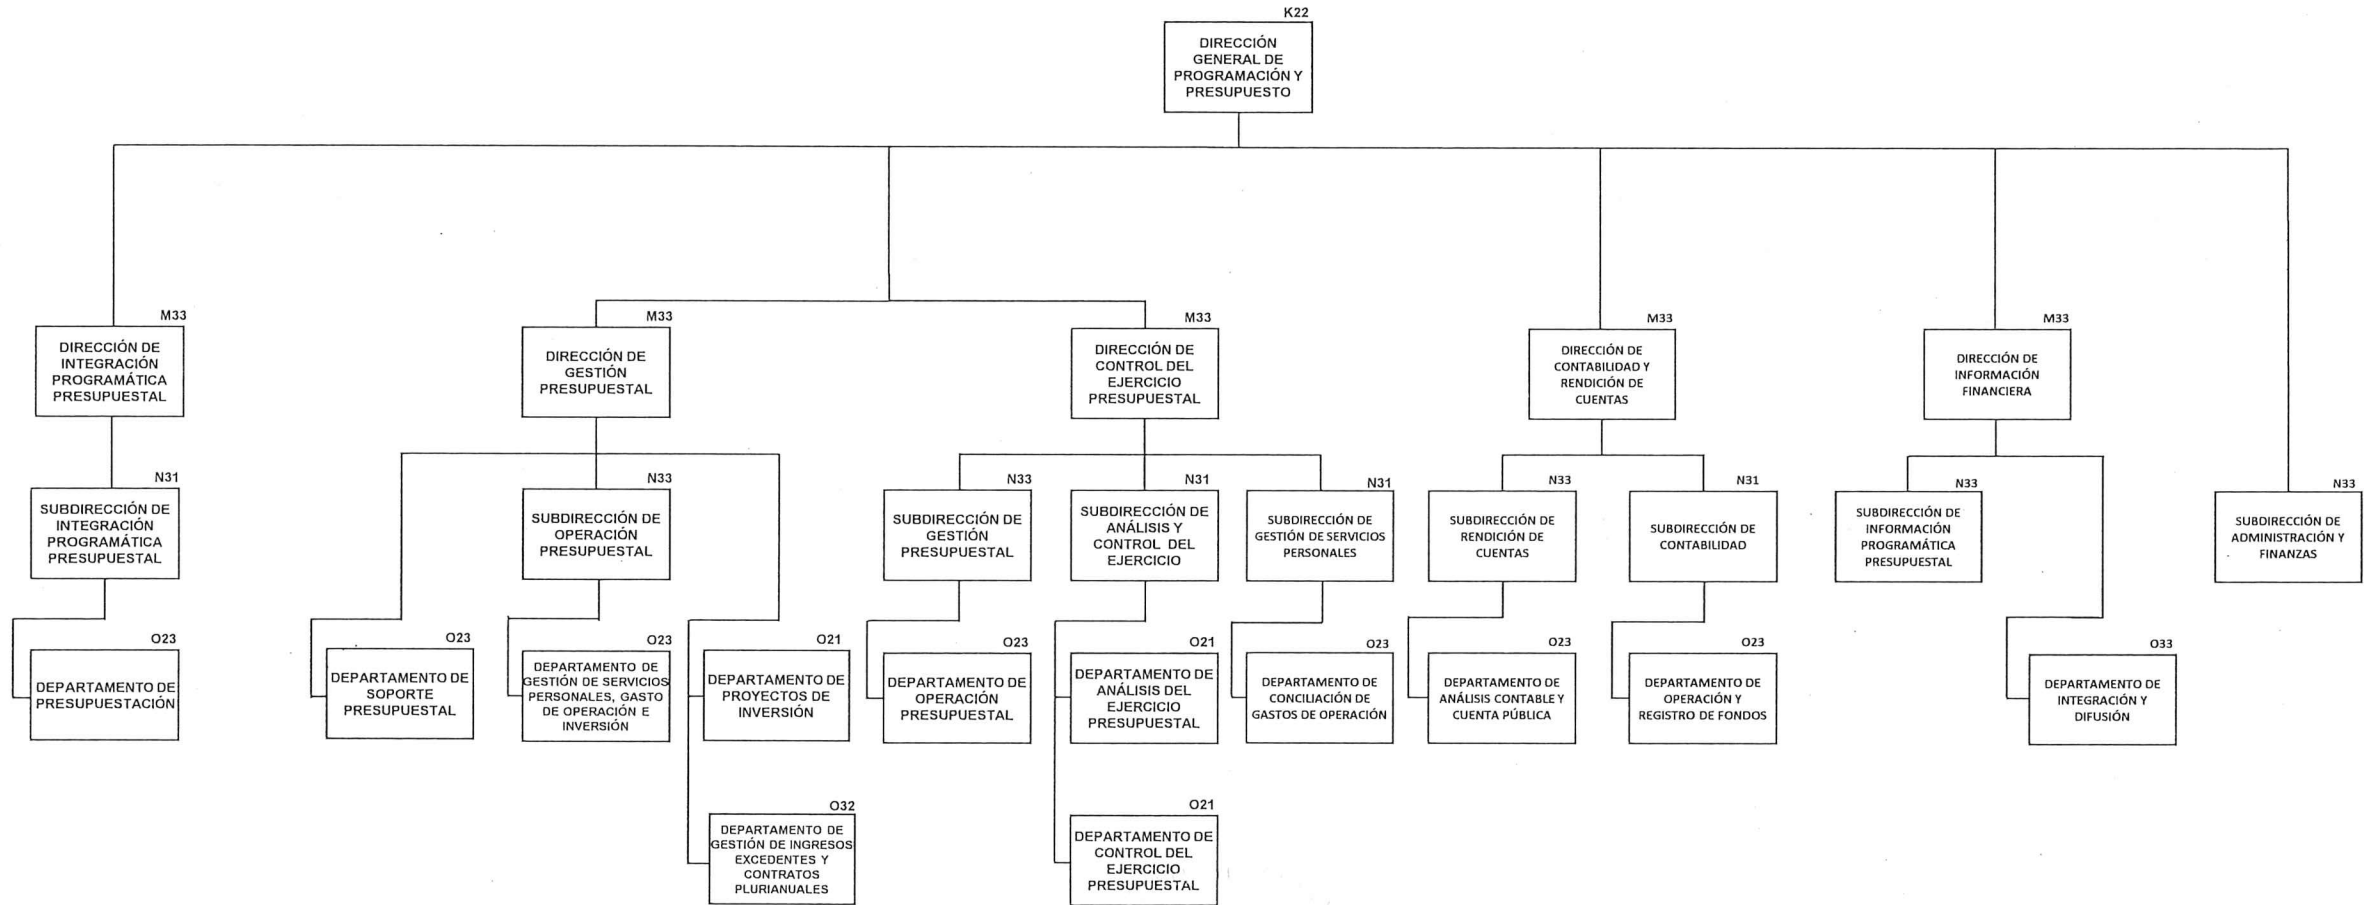 K22
DIRECCIÓN
GENERAL DE
PROGRAMACIÓN Y
PRESUPUESTO
M33
DIRECCIÓN DE
INTEGRACIÓN
PROGRAMÁTICA
PRESUPUESTAL
M33
DIRECCIÓN DE
GESTIÓN
PRESUPUESTAL
M33
DIRECCIÓN DE
CONTROL DEL
EJERCICIO
PRESUPUESTAL
M33
DIRECCIÓN DE
CONTABILIDAD Y
RENDICIÓN DE
CUENTAS
M33
DIRECCIÓN DE
INFORMACIÓN
FINANCIERA
N31
SUBDIRECCIÓN DE
INTEGRACIÓN
PROGRAMÁTICA
PRESUPUESTAL
N33
SUBDIRECCIÓN DE
OPERACIÓN
PRESUPUESTAL
N33
SUBDIRECCIÓN DE
GESTIÓN
PRESUPUESTAL
N31
SUBDIRECCIÓN DE
ANÁLISIS Y
CONTROL DEL
EJERCICIO
N31
SUBDIRECCIÓN DE
GESTIÓN DE SERVICIOS
PERSONALES
N33
SUBDIRECCIÓN DE
RENDICIÓN DE
CUENTAS
N31
SUBDIRECCIÓN DE
CONTABILIDAD
N33
SUBDIRECCIÓN DE
INFORMACIÓN
PROGRAMÁTICA
PRESUPUESTAL
N33
SUBDIRECCIÓN DE
ADMINISTRACIÓN Y
FINANZAS
O23
DEPARTAMENTO DE
PRESUPUESTACIÓN
O23
DEPARTAMENTO DE
SOPORTE
PRESUPUESTAL
O23
DEPARTAMENTO DE
GESTIÓN DE SERVICIOS
PERSONALES, GASTO
DE OPERACIÓN E
INVERSIÓN
O21
DEPARTAMENTO DE
PROYECTOS DE
INVERSIÓN
O23
DEPARTAMENTO DE
OPERACIÓN
PRESUPUESTAL
O21
DEPARTAMENTO DE
ANÁLISIS DEL
EJERCICIO
PRESUPUESTAL
O23
DEPARTAMENTO DE
CONCILIACIÓN DE
GASTOS DE OPERACIÓN
O23
DEPARTAMENTO DE
ANÁLISIS CONTABLE Y
CUENTA PÚBLICA
O23
DEPARTAMENTO DE
OPERACIÓN Y
REGISTRO DE FONDOS
O33
DEPARTAMENTO DE
INTEGRACIÓN Y
DIFUSIÓN
O32
DEPARTAMENTO DE
GESTIÓN DE INGRESOS
EXCEDENTES Y
CONTRATOS
PLURIANUALES
O21
DEPARTAMENTO DE
CONTROL DEL
EJERCICIO
PRESUPUESTAL